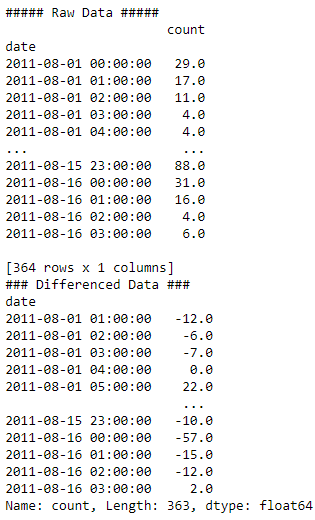 ##### Raw Data #####
                     count
date
2011-08-01 00:00:00   29.0
2011-08-01 01:00:00   17.0
2011-08-01 02:00:00   11.0
2011-08-01 03:00:00    4.0
2011-08-01 04:00:00    4.0
...                    ...
2011-08-15 23:00:00   88.0
2011-08-16 00:00:00   31.0
2011-08-16 01:00:00   16.0
2011-08-16 02:00:00    4.0
2011-08-16 03:00:00    6.0
[364 rows x 1 columns]
### Differenced Data ###
date
2011-08-01 01:00:00   -12.0
2011-08-01 02:00:00    -6.0
2011-08-01 03:00:00    -7.0
2011-08-01 04:00:00     0.0
2011-08-01 05:00:00    22.0
                       ...
2011-08-15 23:00:00   -10.0
2011-08-16 00:00:00   -57.0
2011-08-16 01:00:00   -15.0
2011-08-16 02:00:00   -12.0
2011-08-16 03:00:00     2.0
Name: count, Length: 363, dtype: float64